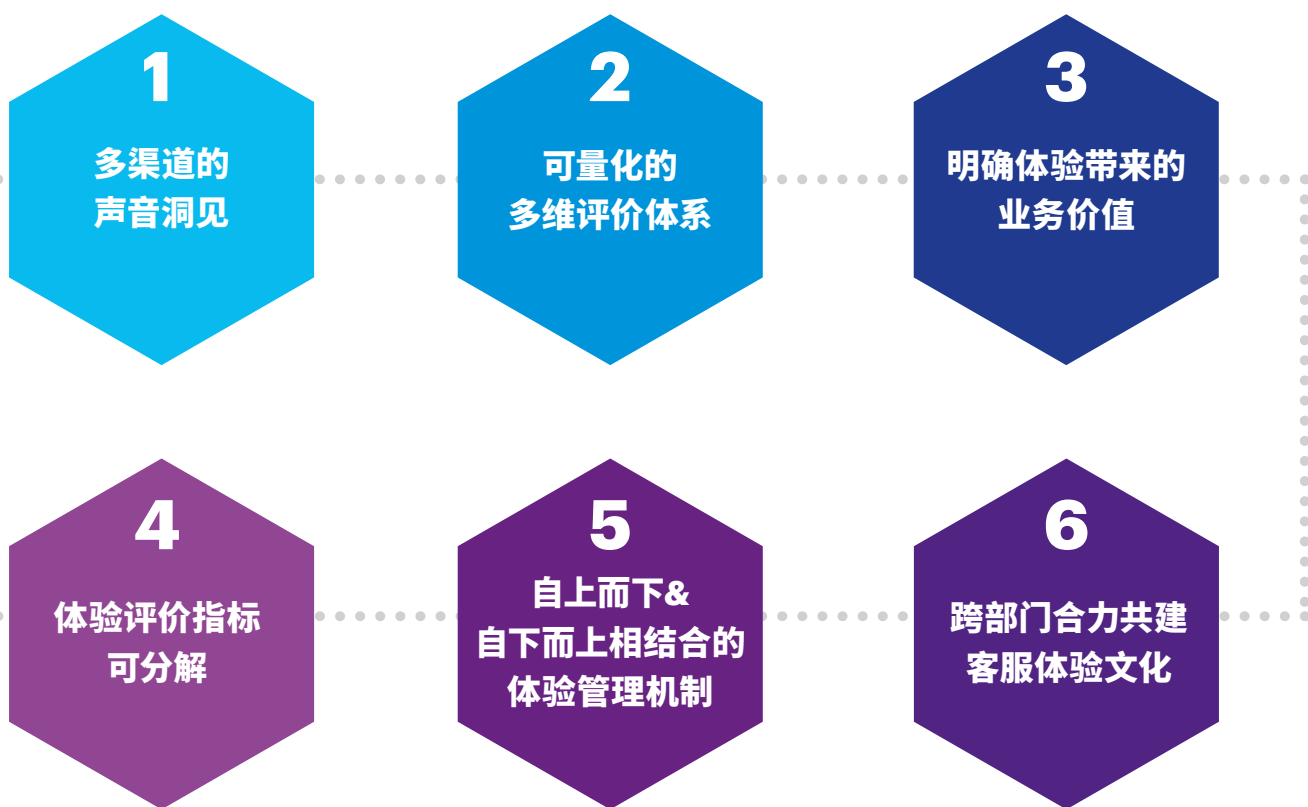 1
多渠道的
声音洞见
2
可量化的
多维评价体系
3
明确体验带来的
业务价值
4
体验评价指标
可分解
5
自上而下&
自下而上相结合的
体验管理机制
6
跨部门合力共建
客服体验文化